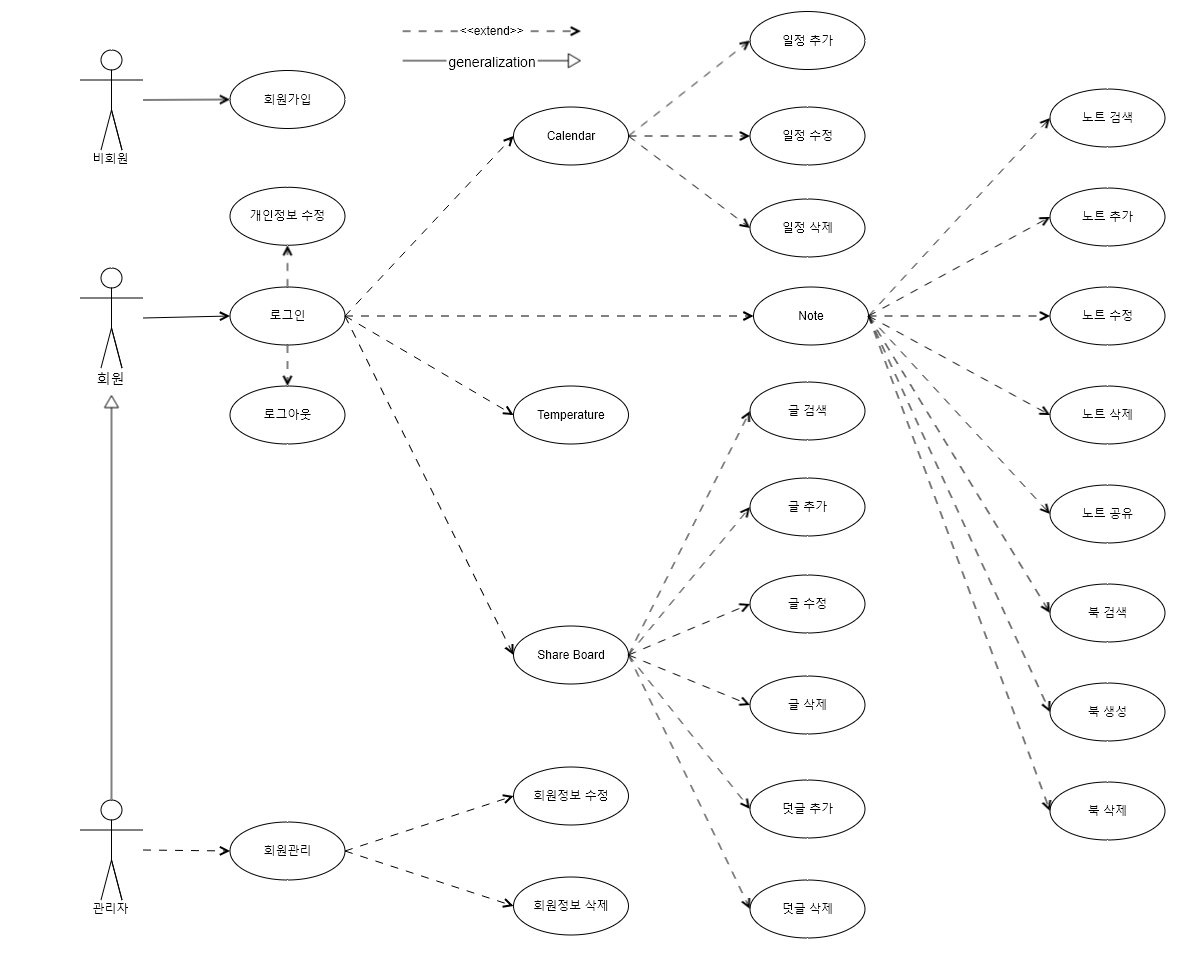 <<extend>>
generalization
비회원
회원가입
개인정보 수정
회원
로그인
로그아웃
Calendar
일정 추가
일정 수정
일정 삭제
Note
노트 검색
노트 추가
노트 수정
노트 삭제
노트 공유
북 검색
북 생성
북 삭제
Temperature
Share Board
글 검색
글 추가
글 수정
글 삭제
덧글 추가
덧글 삭제
관리자
회원관리
회원정보 수정
회원정보 삭제